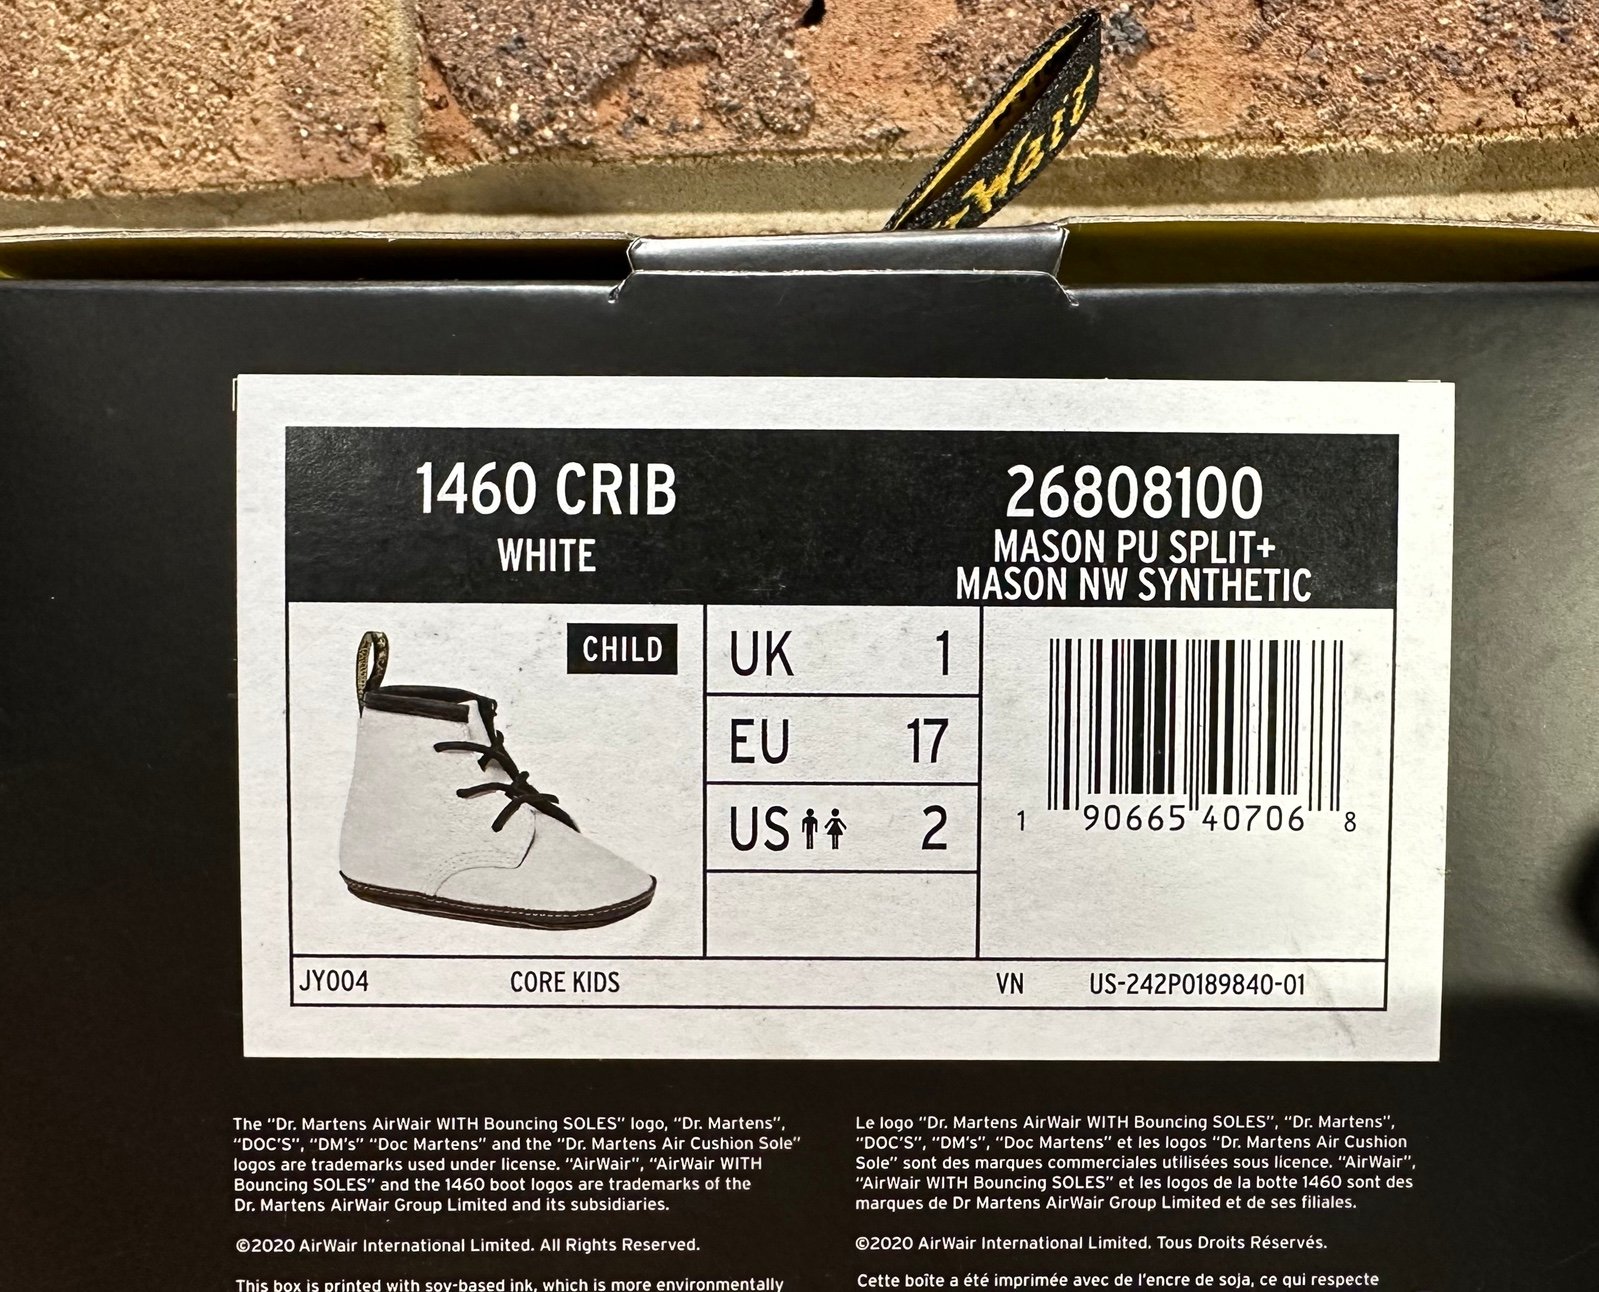 Wair
1460 CRIB
WHITE
26808100
MASON PU SPLIT+
MASON NW SYNTHETIC
CHILD
UK 1
EU 17
US 2
1 90665 40706 8
JY004 CORE KIDS VN US-242P0189840-01
The "Dr. Martens AirWair WITH Bouncing SOLES" logo, "Dr. Martens",
"DOC'S", "DM's" "Doc Martens" and the "Dr. Martens Air Cushion Sole"
logos are trademarks used under license. "AirWair", "AirWair WITH
Bouncing SOLES" and the 1460 boot logos are trademarks of the
Dr. Martens AirWair Group Limited and its subsidiaries.
©2020 AirWair International Limited. All Rights Reserved.
This box is printed with soy-based ink, which is more environmentally
Le logo "Dr. Martens AirWair WITH Bouncing SOLES", "Dr. Martens",
"DOC'S", "DM's", "Doc Martens" et les logos "Dr. Martens Air Cushion
Sole" sont des marques commerciales utilisées sous licence. "AirWair",
"AirWair WITH Bouncing SOLES" et les logos de la botte 1460 sont des
marques de Dr Martens AirWair Group Limited et de ses filiales.
©2020 AirWair International Limited. Tous Droits Réservés.
Cette boîte a été imprimée avec de l'encre de soja, ce qui respecte